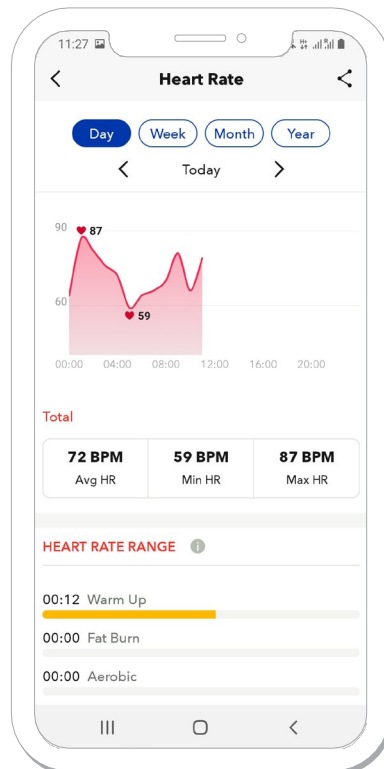 11:27
Heart Rate
Day Week Month Year
Today
90
87
60
59
00:00 04:00 08:00 12:00 16:00 20:00
Total
72 BPM 59 BPM 87 BPM
Avg HR Min HR Max HR
HEART RATE RANGE i
00:12 Warm Up
00:00 Fat Burn
00:00 Aerobic